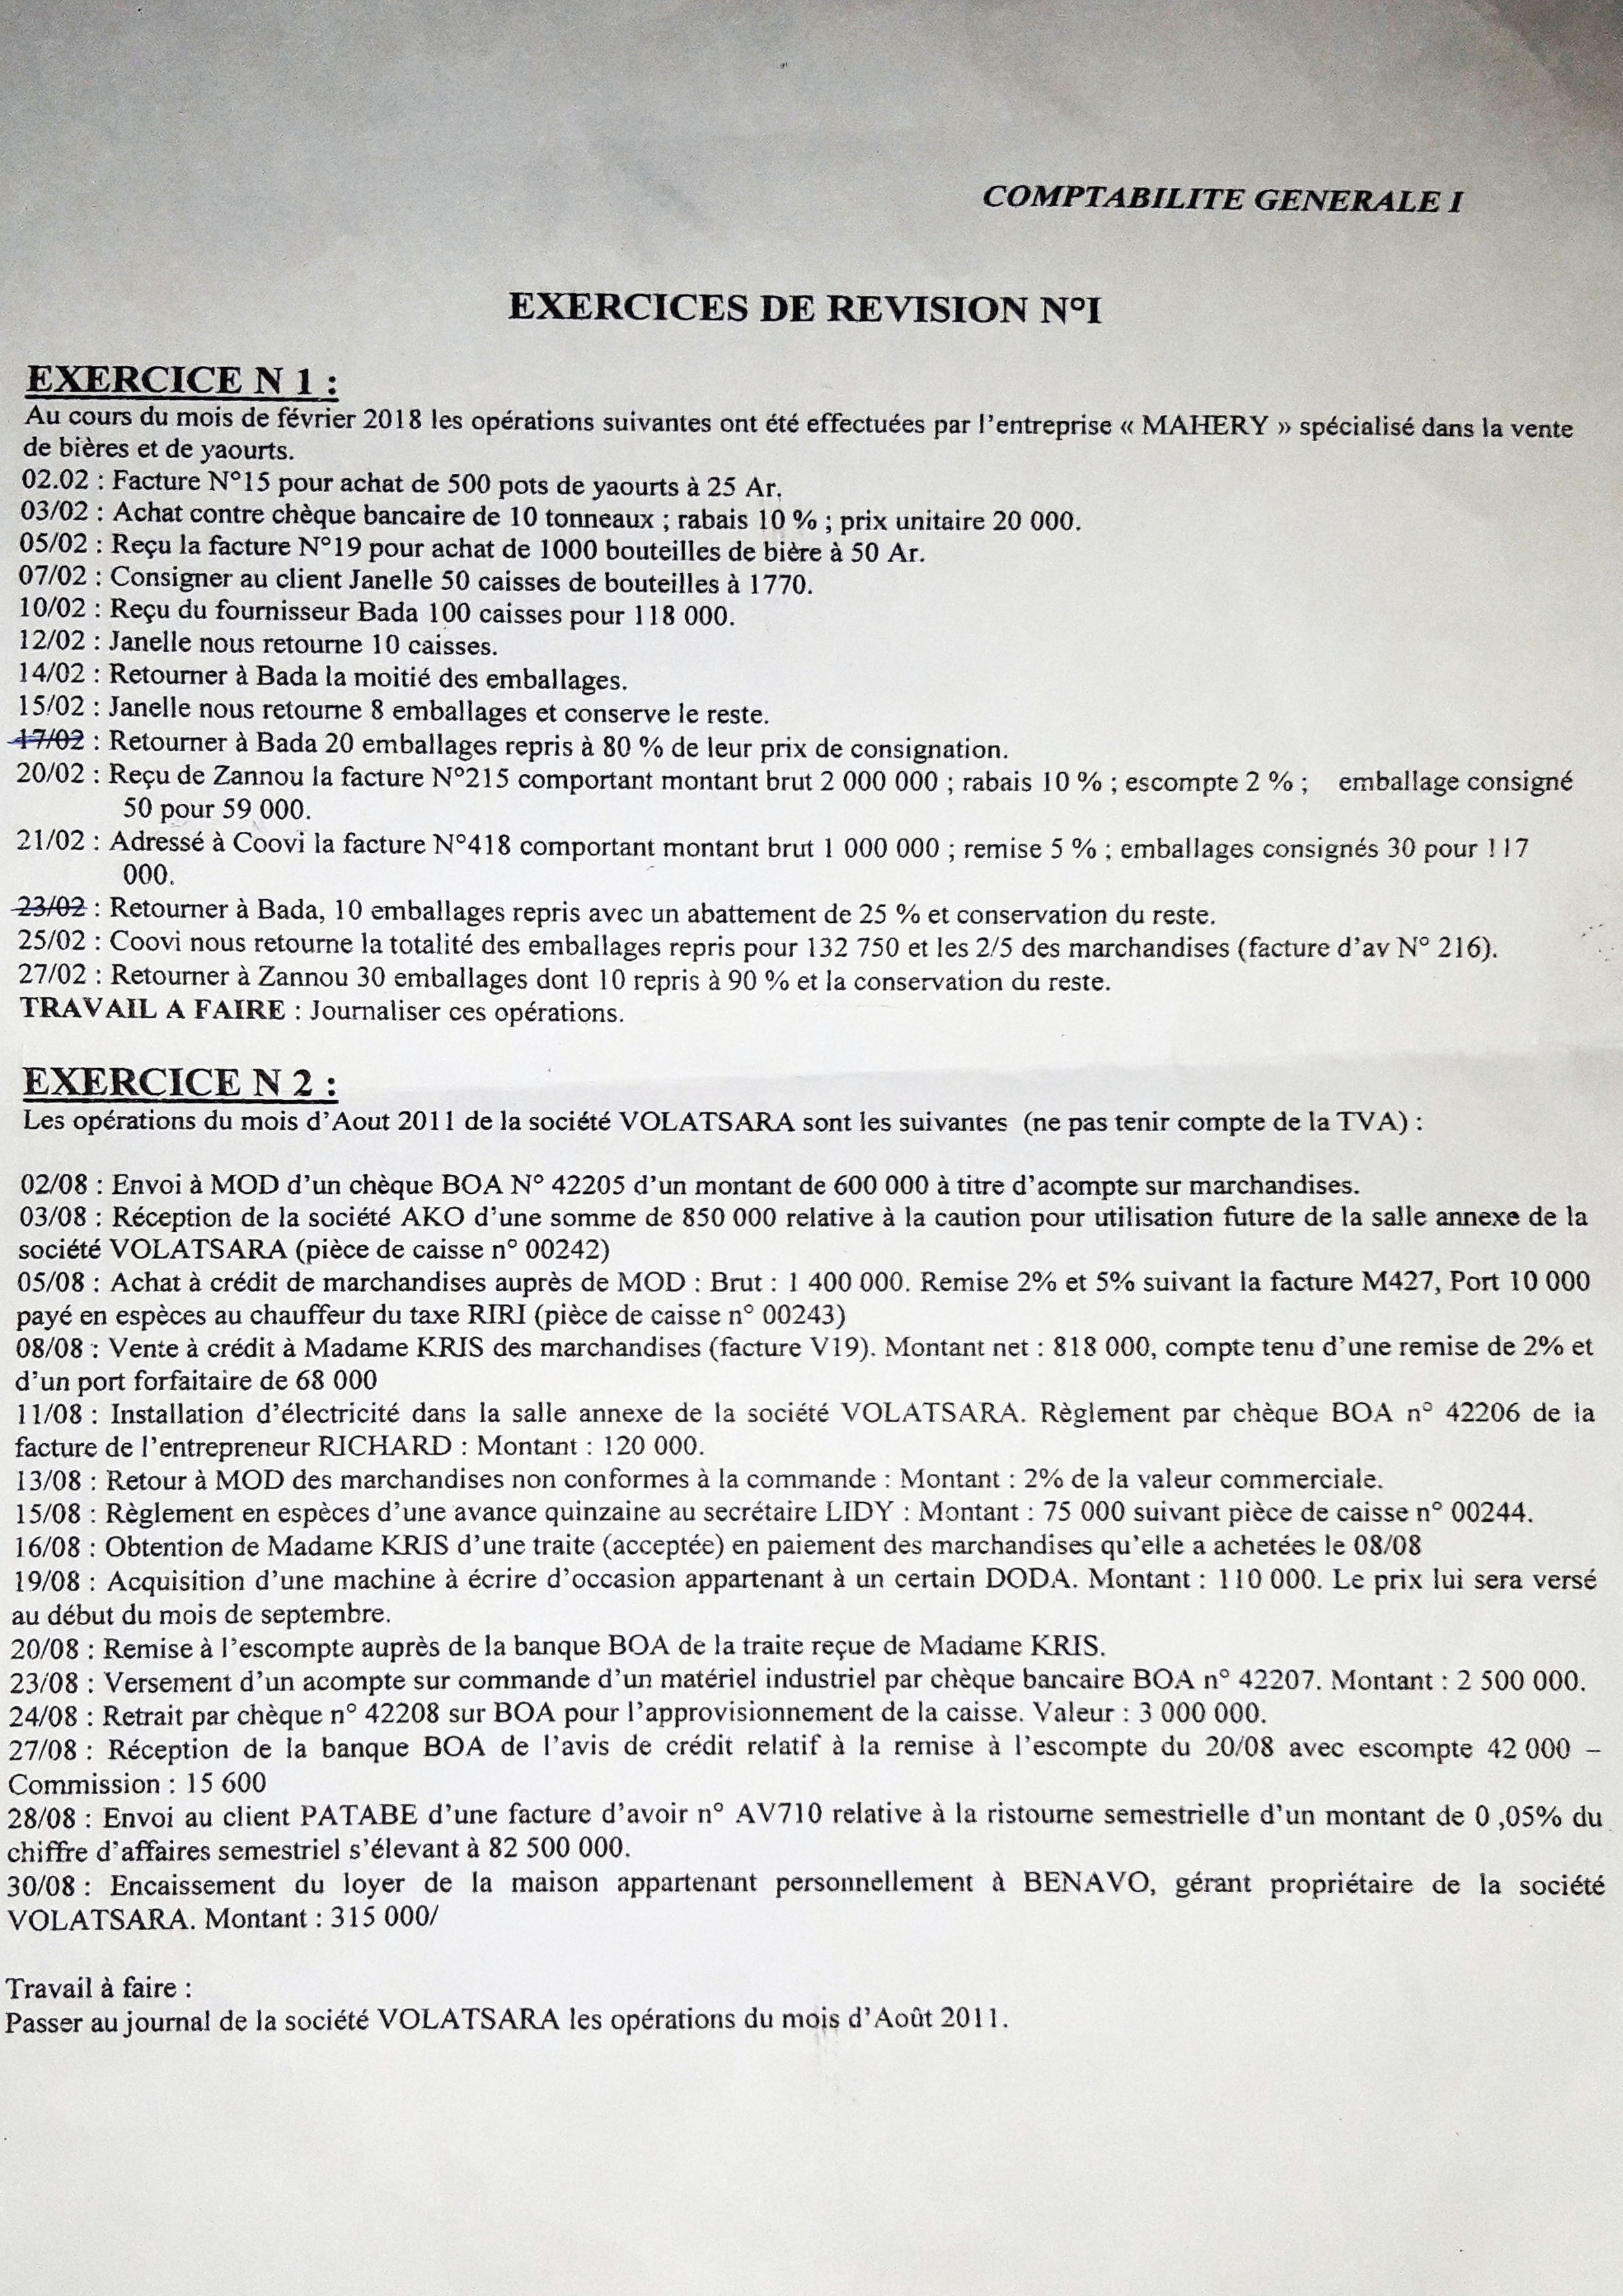 COMPTABILITE GENERALE I
EXERCICES DE REVISION N°I
EXERCICE N 1 :
Au cours du mois de février 2018 les opérations suivantes ont été effectuées par l'entreprise « MAHERY » spécialisé dans la vente
de bières et de yaourts.
02.02 : Facture N°15 pour achat de 500 pots de yaourts à 25 Ar.
03/02 : Achat contre chèque bancaire de 10 tonneaux ; rabais 10 % ; prix unitaire 20 000.
05/02 : Reçu la facture N°19 pour achat de 1000 bouteilles de bière à 50 Ar.
07/02 : Consigner au client Janelle 50 caisses de bouteilles à 1770.
10/02 : Reçu du fournisseur Bada 100 caisses pour 118 000.
12/02 : Janelle nous retourne 10 caisses.
14/02 : Retourner à Bada la moitié des emballages.
15/02 : Janelle nous retourne 8 emballages et conserve le reste.
17/02 : Retourner à Bada 20 emballages repris à 80 % de leur prix de consignation.
20/02 : Reçu de Zannou la facture N°215 comportant montant brut 2 000 000 ; rabais 10 % ; escompte 2 % ; emballage consigné
50 pour 59 000.
21/02 : Adressé à Coovi la facture N°418 comportant montant brut 1 000 000 ; remise 5 % ; emballages consignés 30 pour 117
000.
23/02 : Retourner à Bada, 10 emballages repris avec un abattement de 25 % et conservation du reste.
25/02 : Coovi nous retourne la totalité des emballages repris pour 132 750 et les 2/5 des marchandises (facture d'av N° 216).
27/02 : Retourner à Zannou 30 emballages dont 10 repris à 90 % et la conservation du reste.
TRAVAIL A FAIRE : Journaliser ces opérations.
EXERCICE N 2 :
Les opérations du mois d'Aout 2011 de la société VOLATSARA sont les suivantes (ne pas tenir compte de la TVA) :
02/08 : Envoi à MOD d'un chèque BOA N° 42205 d'un montant de 600 000 à titre d'acompte sur marchandises.
03/08 : Réception de la société AKO d'une somme de 850 000 relative à la caution pour utilisation future de la salle annexe de la
société VOLATSARA (pièce de caisse n° 00242)
05/08 : Achat à crédit de marchandises auprès de MOD : Brut : 1 400 000. Remise 2% et 5% suivant la facture M427, Port 10 000
payé en espèces au chauffeur du taxe RIRI (pièce de caisse n° 00243)
08/08 : Vente à crédit à Madame KRIS des marchandises (facture V19). Montant net : 818 000, compte tenu d'une remise de 2% et
d'un port forfaitaire de 68 000
11/08 : Installation d'électricité dans la salle annexe de la société VOLATSARA. Règlement par chèque BOA n° 42206 de la
facture de l'entrepreneur RICHARD : Montant : 120 000.
13/08 : Retour à MOD des marchandises non conformes à la commande : Montant : 2% de la valeur commerciale.
15/08 : Règlement en espèces d'une avance quinzaine au secrétaire LIDY : Montant : 75 000 suivant pièce de caisse n° 00244.
16/08 : Obtention de Madame KRIS d'une traite (acceptée) en paiement des marchandises qu'elle a achetées le 08/08
19/08 : Acquisition d'une machine à écrire d'occasion appartenant à un certain DODA. Montant : 110 000. Le prix lui sera versé
au début du mois de septembre.
20/08 : Remise à l'escompte auprès de la banque BOA de la traite reçue de Madame KRIS.
23/08 : Versement d'un acompte sur commande d'un matériel industriel par chèque bancaire BOA n° 42207. Montant : 2 500 000.
24/08 : Retrait par chèque n° 42208 sur BOA pour l'approvisionnement de la caisse. Valeur : 3 000 000.
27/08 : Réception de la banque BOA de l'avis de crédit relatif à la remise à l'escompte du 20/08 avec escompte 42 000 –
Commission : 15 600
28/08 : Envoi au client PATABE d'une facture d'avoir n° AV710 relative à la ristourne semestrielle d'un montant de 0 ,05% du
chiffre d'affaires semestriel s'élevant à 82 500 000.
30/08 : Encaissement du loyer de la maison appartenant personnellement à BENAVO, gérant propriétaire de la société
VOLATSARA. Montant : 315 000/
Travail à faire :
Passer au journal de la société VOLATSARA les opérations du mois d'Août 2011.